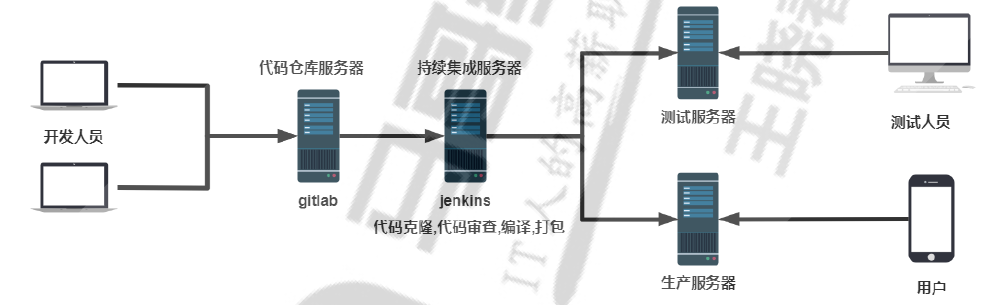 代码仓库服务器
持续集成服务器
开发人员
测试服务器
测试人员
gitlab
jenkins
代码克隆,代码审查,编译,打包
生产服务器
用户
IT人的高薪职
王晓春